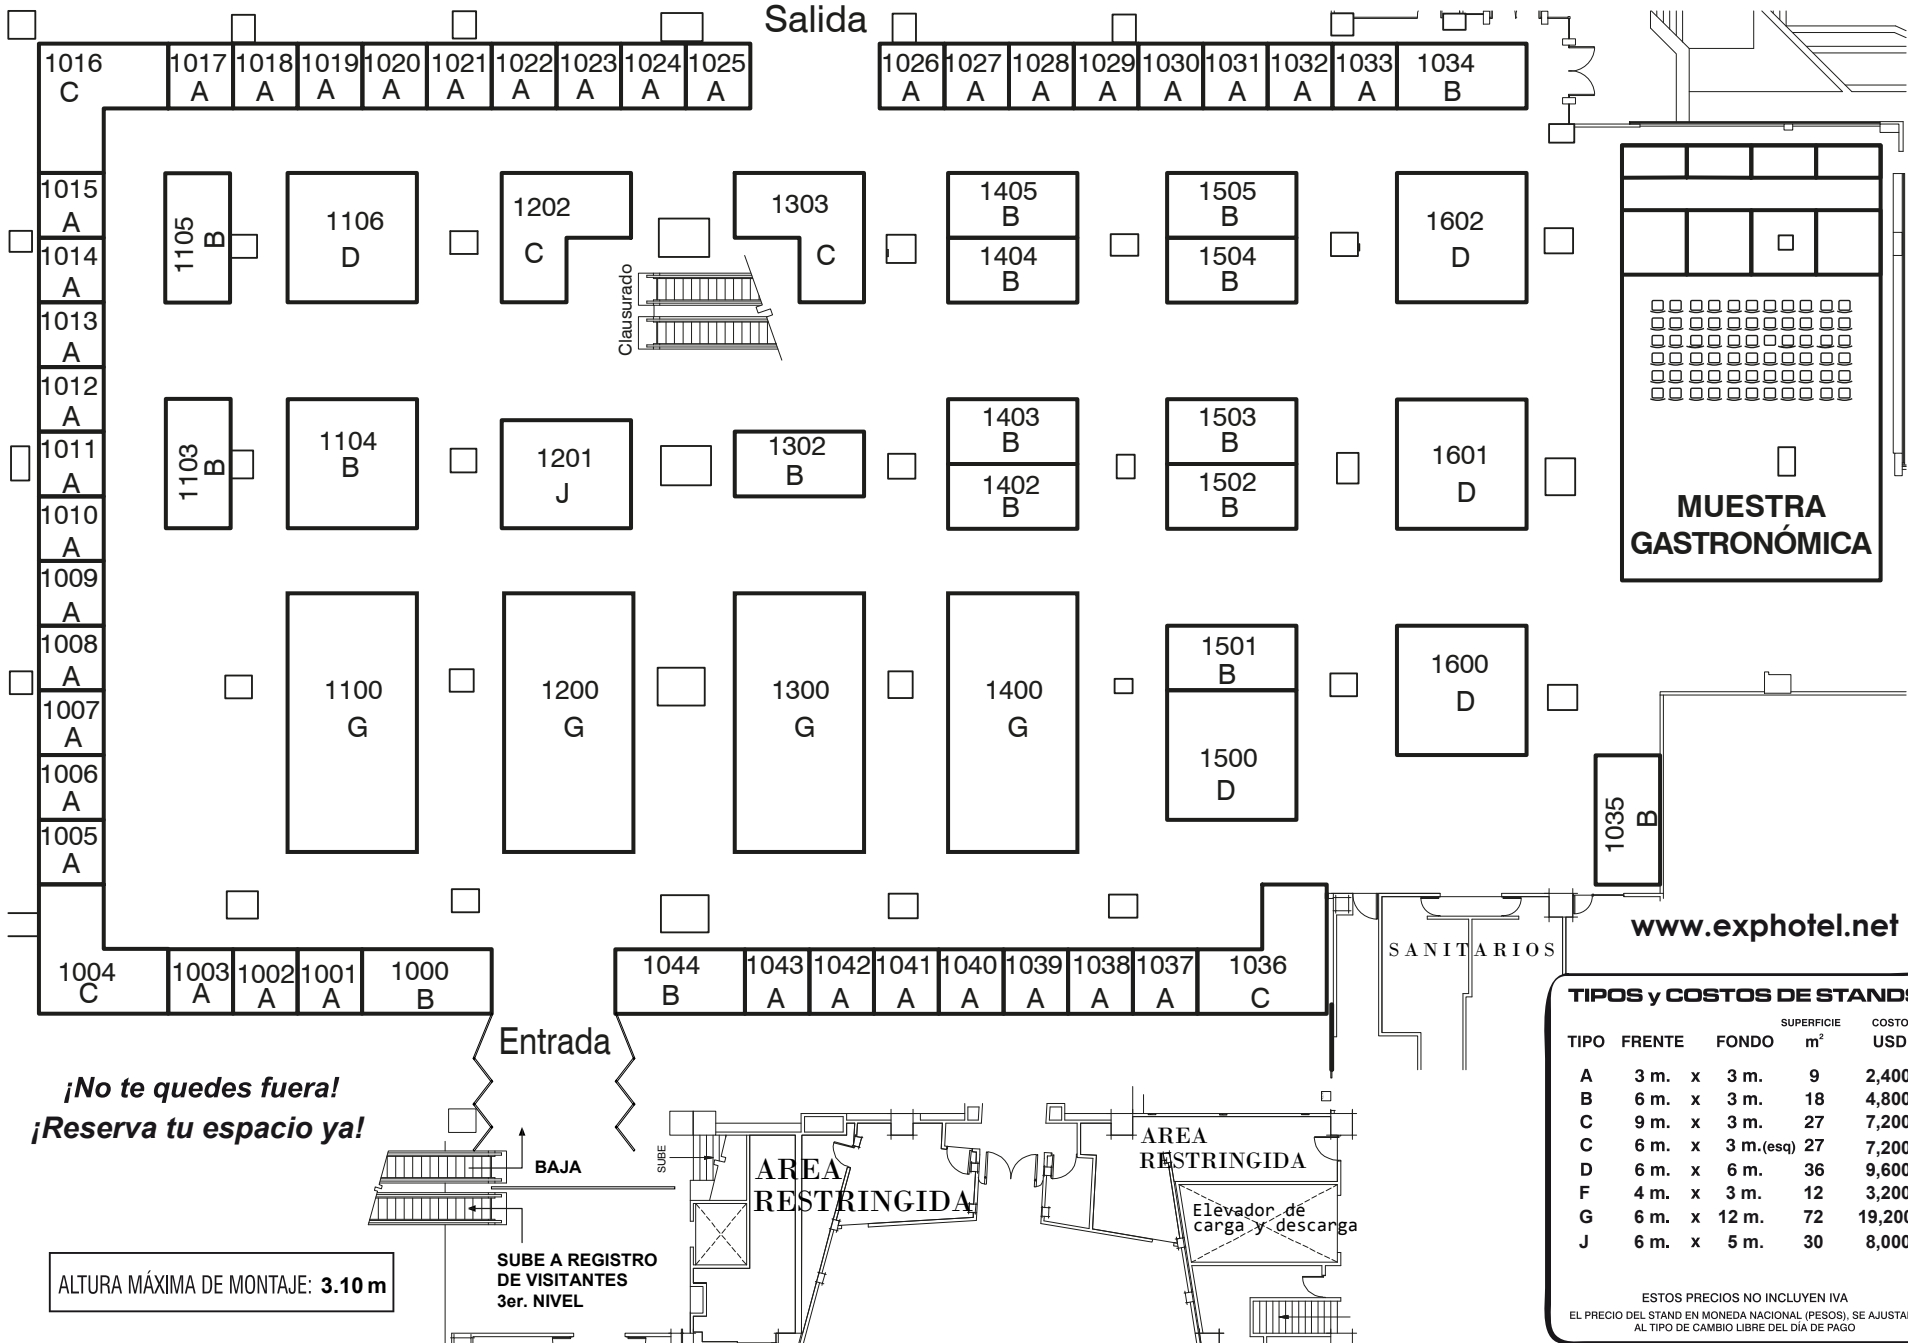 Salida
1016
C
1017
A
1018
A
1019
A
1020
A
1021
A
1022
A
1023
A
1024
A
1025
A
1026
A
1027
A
1028
A
1029
A
1030
A
1031
A
1032
A
1033
A
1034
B
1015
A
1014
A
1013
A
1012
A
1011
A
1010
A
1009
A
1008
A
1007
A
1006
A
1005
A
1105
B
1106
D
1202
C
1303
C
1405
B
1404
B
1505
B
1504
B
1602
D
Clausurado
1103
B
1104
B
1201
J
1302
B
1403
B
1402
B
1503
B
1502
B
1601
D
MUESTRA
GASTRONÓMICA
1100
G
1200
G
1300
G
1400
G
1501
B
1500
D
1600
D
1035
B
1004
C
1003
A
1002
A
1001
A
1000
B
1044
B
1043
A
1042
A
1041
A
1040
A
1039
A
1038
A
1037
A
1036
C
Entrada
SANITARIOS
www.exphotel.net
¡No te quedes fuera!
¡Reserva tu espacio ya!
BAJA
SUBE
AREA
RESTRINGIDA
AREA
RESTRINGIDA
Elevador de
carga y descarga
SUBE A REGISTRO
DE VISITANTES
3er. NIVEL
ALTURA MÁXIMA DE MONTAJE: 3.10 m
TIPOS y COSTOS DE STANDS
TIPO FRENTE FONDO SUPERFICIE m² COSTO USD
A 3 m. x 3 m. 9 2,400
B 6 m. x 3 m. 18 4,800
C 9 m. x 3 m. 27 7,200
C 6 m. x 3 m.(esq) 27 7,200
D 6 m. x 6 m. 36 9,600
F 4 m. x 3 m. 12 3,200
G 6 m. x 12 m. 72 19,200
J 6 m. x 5 m. 30 8,000
ESTOS PRECIOS NO INCLUYEN IVA
EL PRECIO DEL STAND EN MONEDA NACIONAL (PESOS), SE AJUSTA
AL TIPO DE CAMBIO LIBRE DEL DÍA DE PAGO